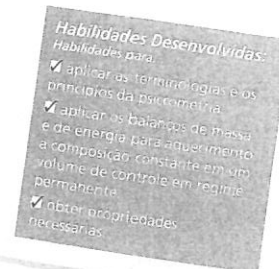 Habilidades Desenvolvidas:
Habilidades para:
aplicar as terminologias e os
princípios da psicrometria.
aplicar os balanços de massa
e de energia para aquecimento
a composição constante em um
volume de controle em regime
permanente.
obter propriedades
necessárias.